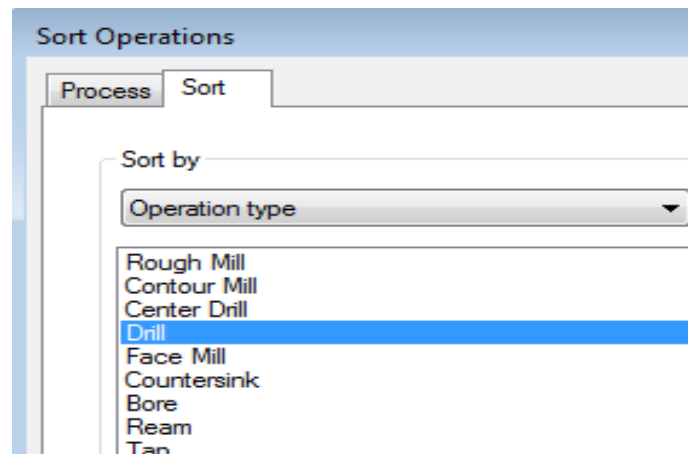 Sort Operations
Process Sort
Sort by
Operation type
Rough Mill
Contour Mill
Center Drill
Drill
Face Mill
Countersink
Bore
Ream
Tap